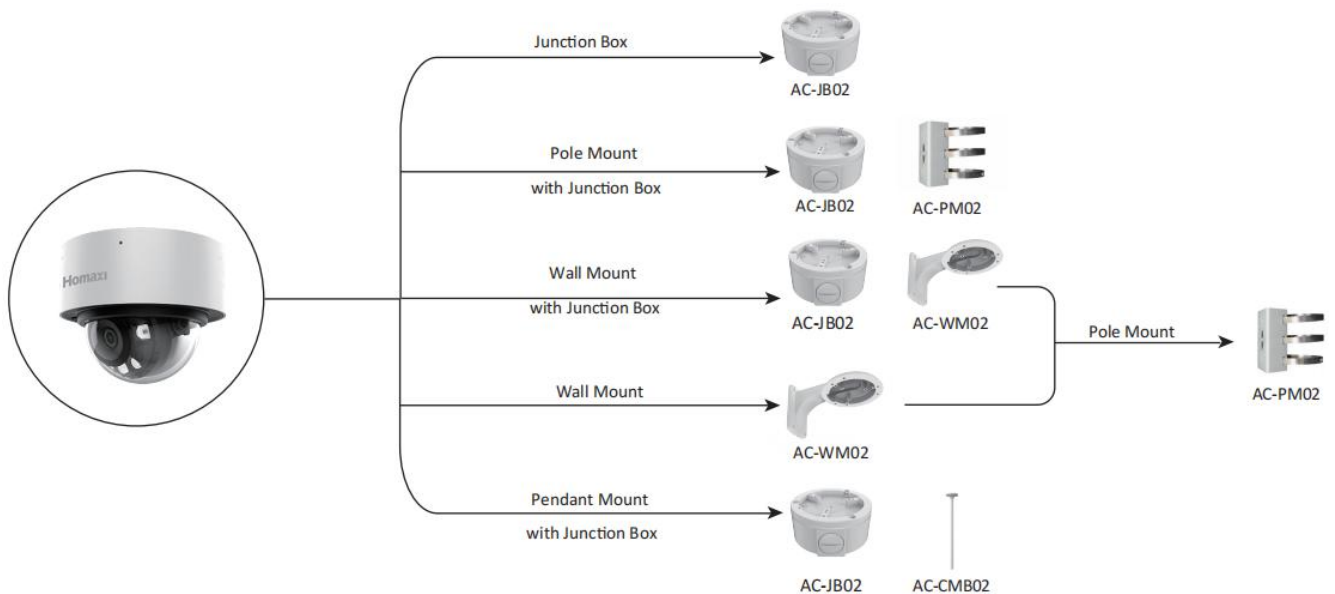 Junction Box
AC-JB02
Pole Mount
with Junction Box
AC-JB02
AC-PM02
Homaxi
Wall Mount
with Junction Box
AC-JB02
AC-WM02
Pole Mount
AC-PM02
Wall Mount
AC-WM02
Pendant Mount
with Junction Box
AC-JB02
AC-CMB02